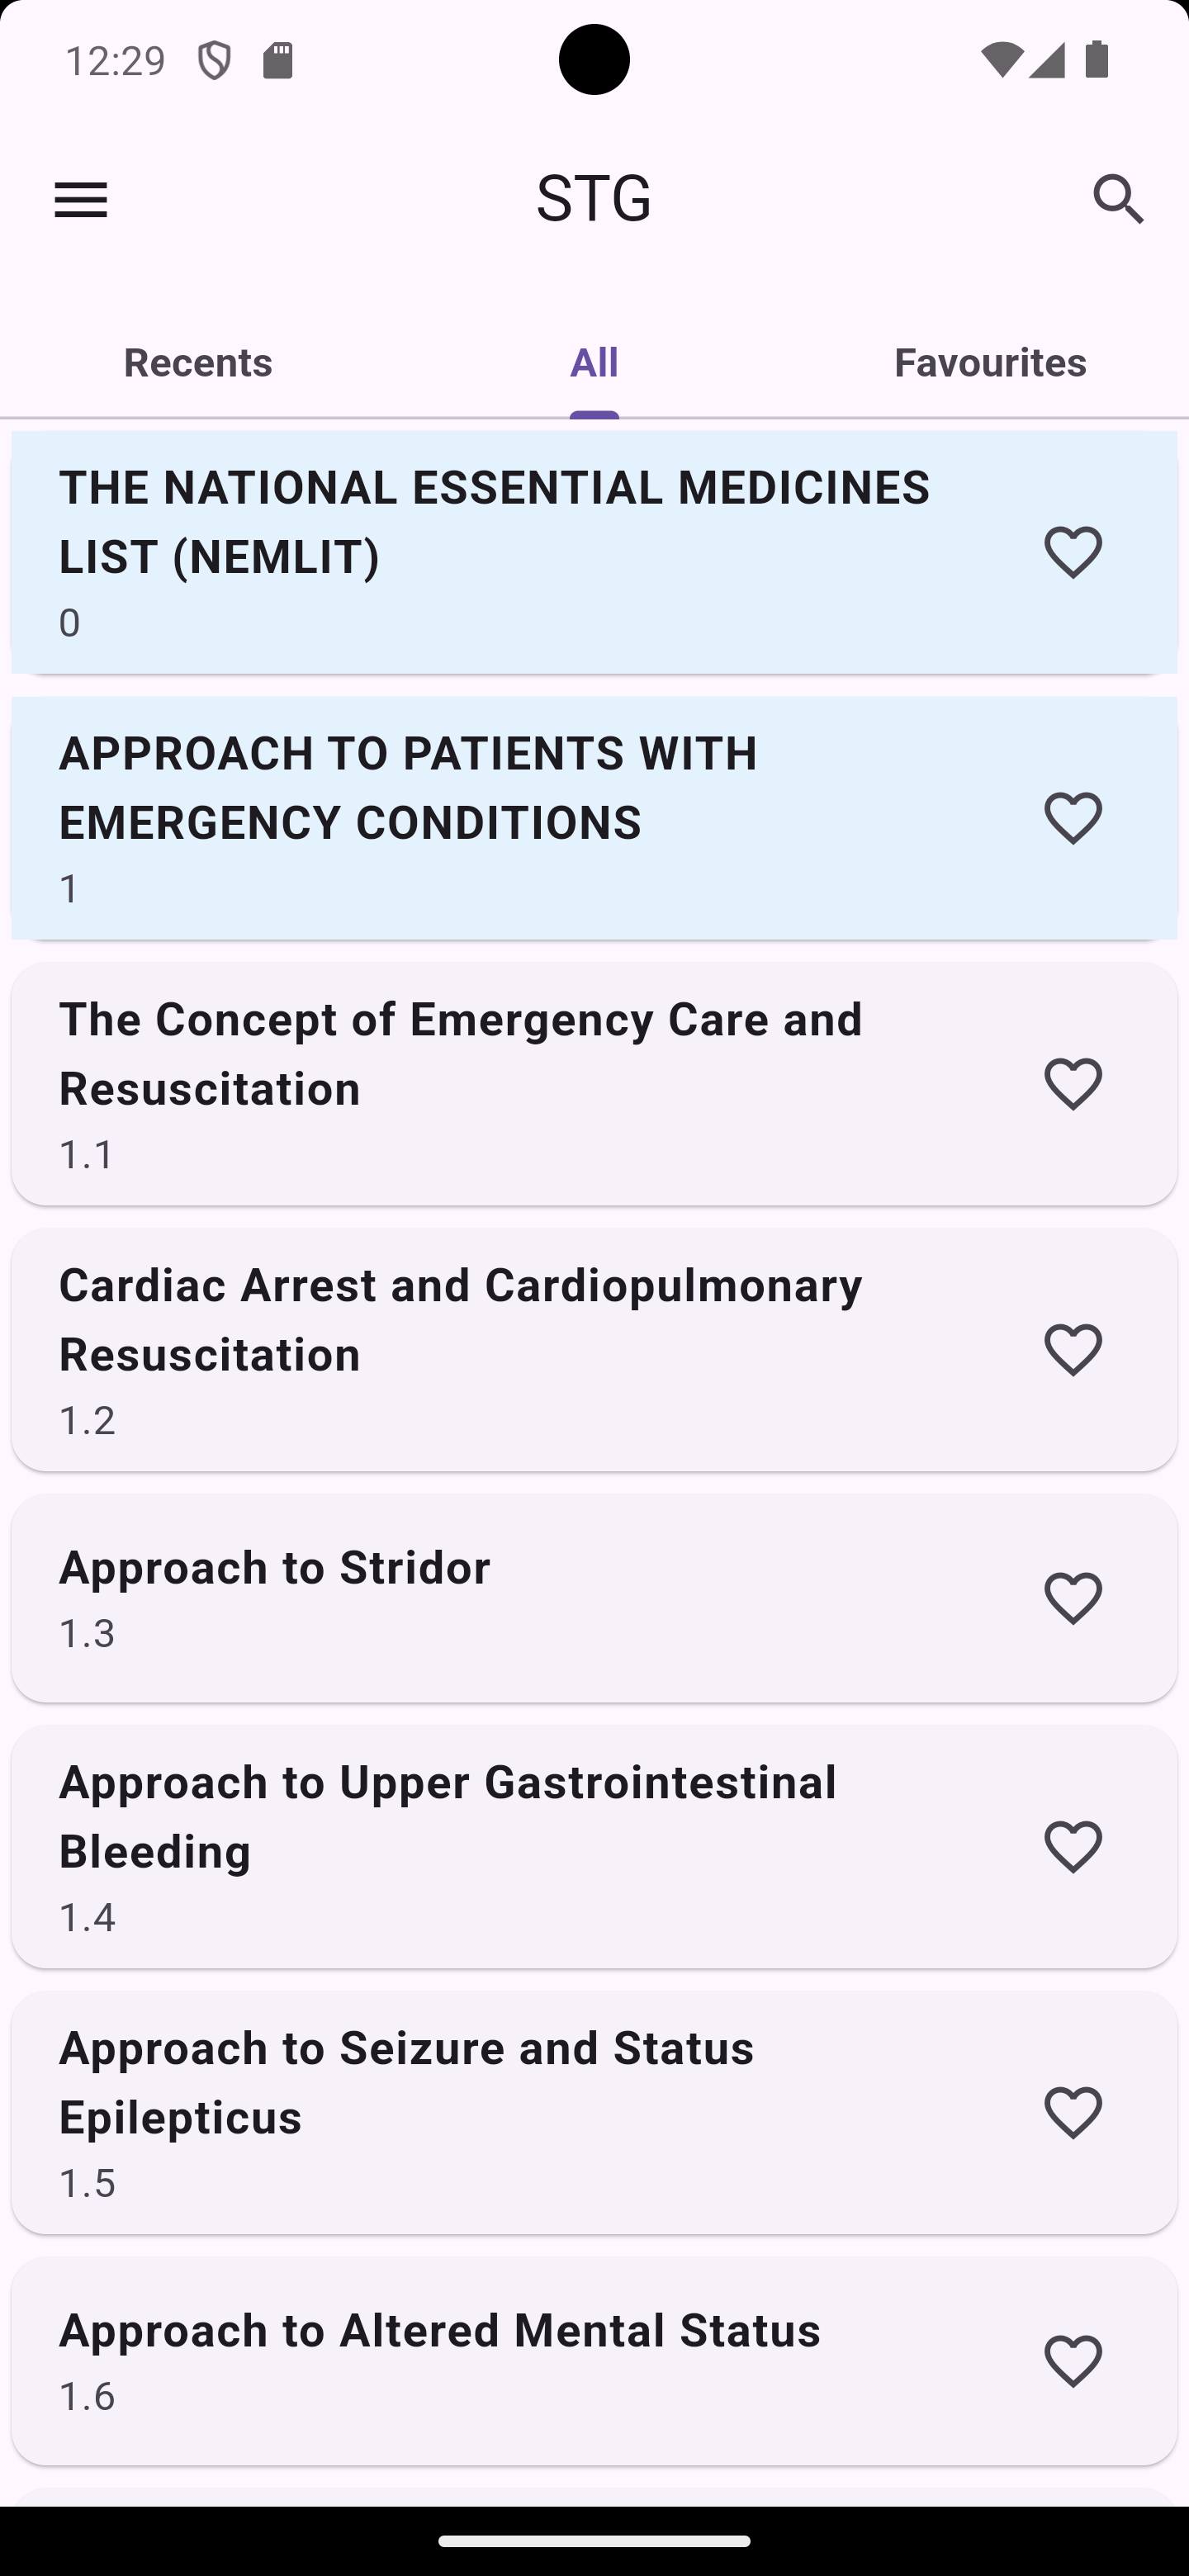 12:29
STG
Recents
All
Favourites
THE NATIONAL ESSENTIAL MEDICINES
LIST (NEMLIT)
0
APPROACH TO PATIENTS WITH
EMERGENCY CONDITIONS
1
The Concept of Emergency Care and
Resuscitation
1.1
Cardiac Arrest and Cardiopulmonary
Resuscitation
1.2
Approach to Stridor
1.3
Approach to Upper Gastrointestinal
Bleeding
1.4
Approach to Seizure and Status
Epilepticus
1.5
Approach to Altered Mental Status
1.6